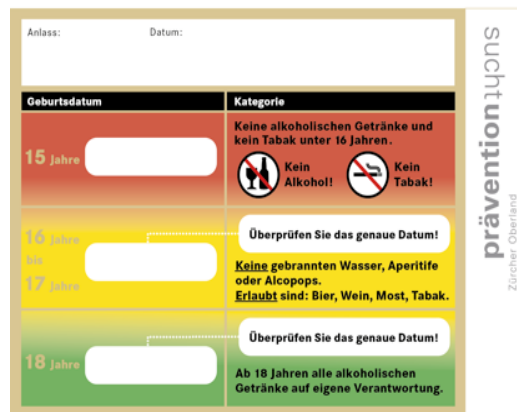 Anlass: Datum:
Geburtsdatum Kategorie
15 Jahre
Keine alkoholischen Getränke und
kein Tabak unter 16 Jahren.
Kein
Alkohol!
Kein
Tabak!
16 Jahre
bis
17 Jahre
Überprüfen Sie das genaue Datum!
Keine gebrannten Wasser, Aperitife
oder Alcopops.
Erlaubt sind: Bier, Wein, Most, Tabak.
18 Jahre
Überprüfen Sie das genaue Datum!
Ab 18 Jahren alle alkoholischen
Getränke auf eigene Verantwortung.
suchtprävention
Zürcher Oberland